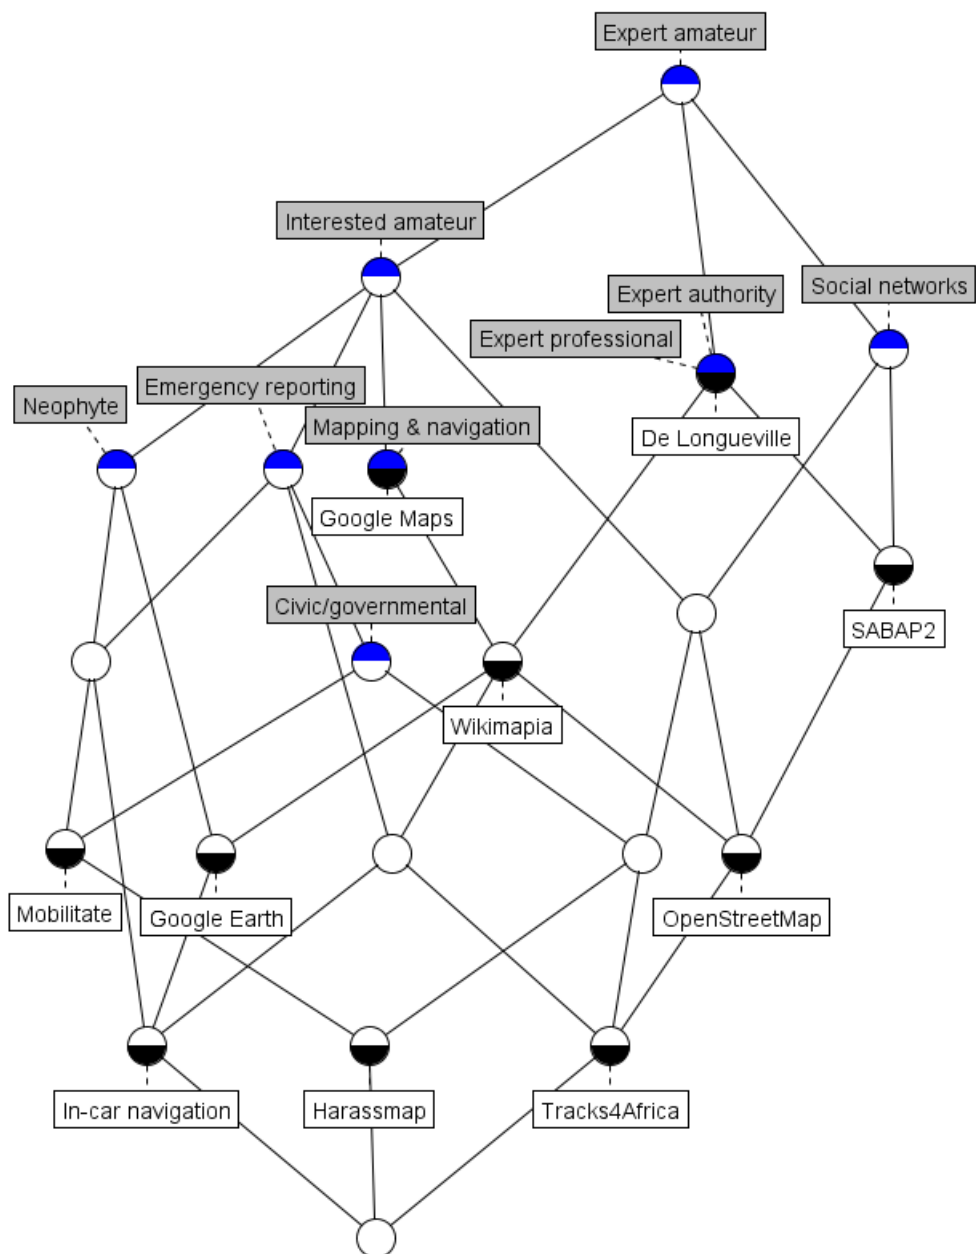 Expert amateur
Interested amateur
Expert authority
Social networks
Expert professional
Emergency reporting
Neophyte
Mapping & navigation
De Longueville
Google Maps
Civic/governmental
SABAP2
Wikimapia
Mobilitate
Google Earth
OpenStreetMap
In-car navigation
Harassmap
Tracks4Africa